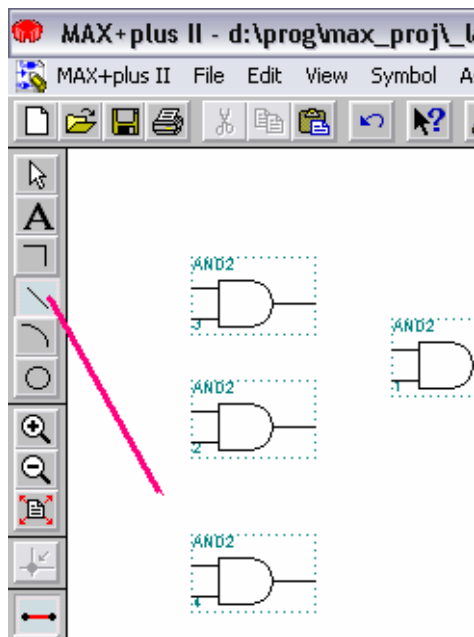 MAX+plus II - d:\prog\max_proj\_l
MAX+plus II File Edit View Symbol A
A
AND2
3
AND2
1
AND2
2
AND2
4